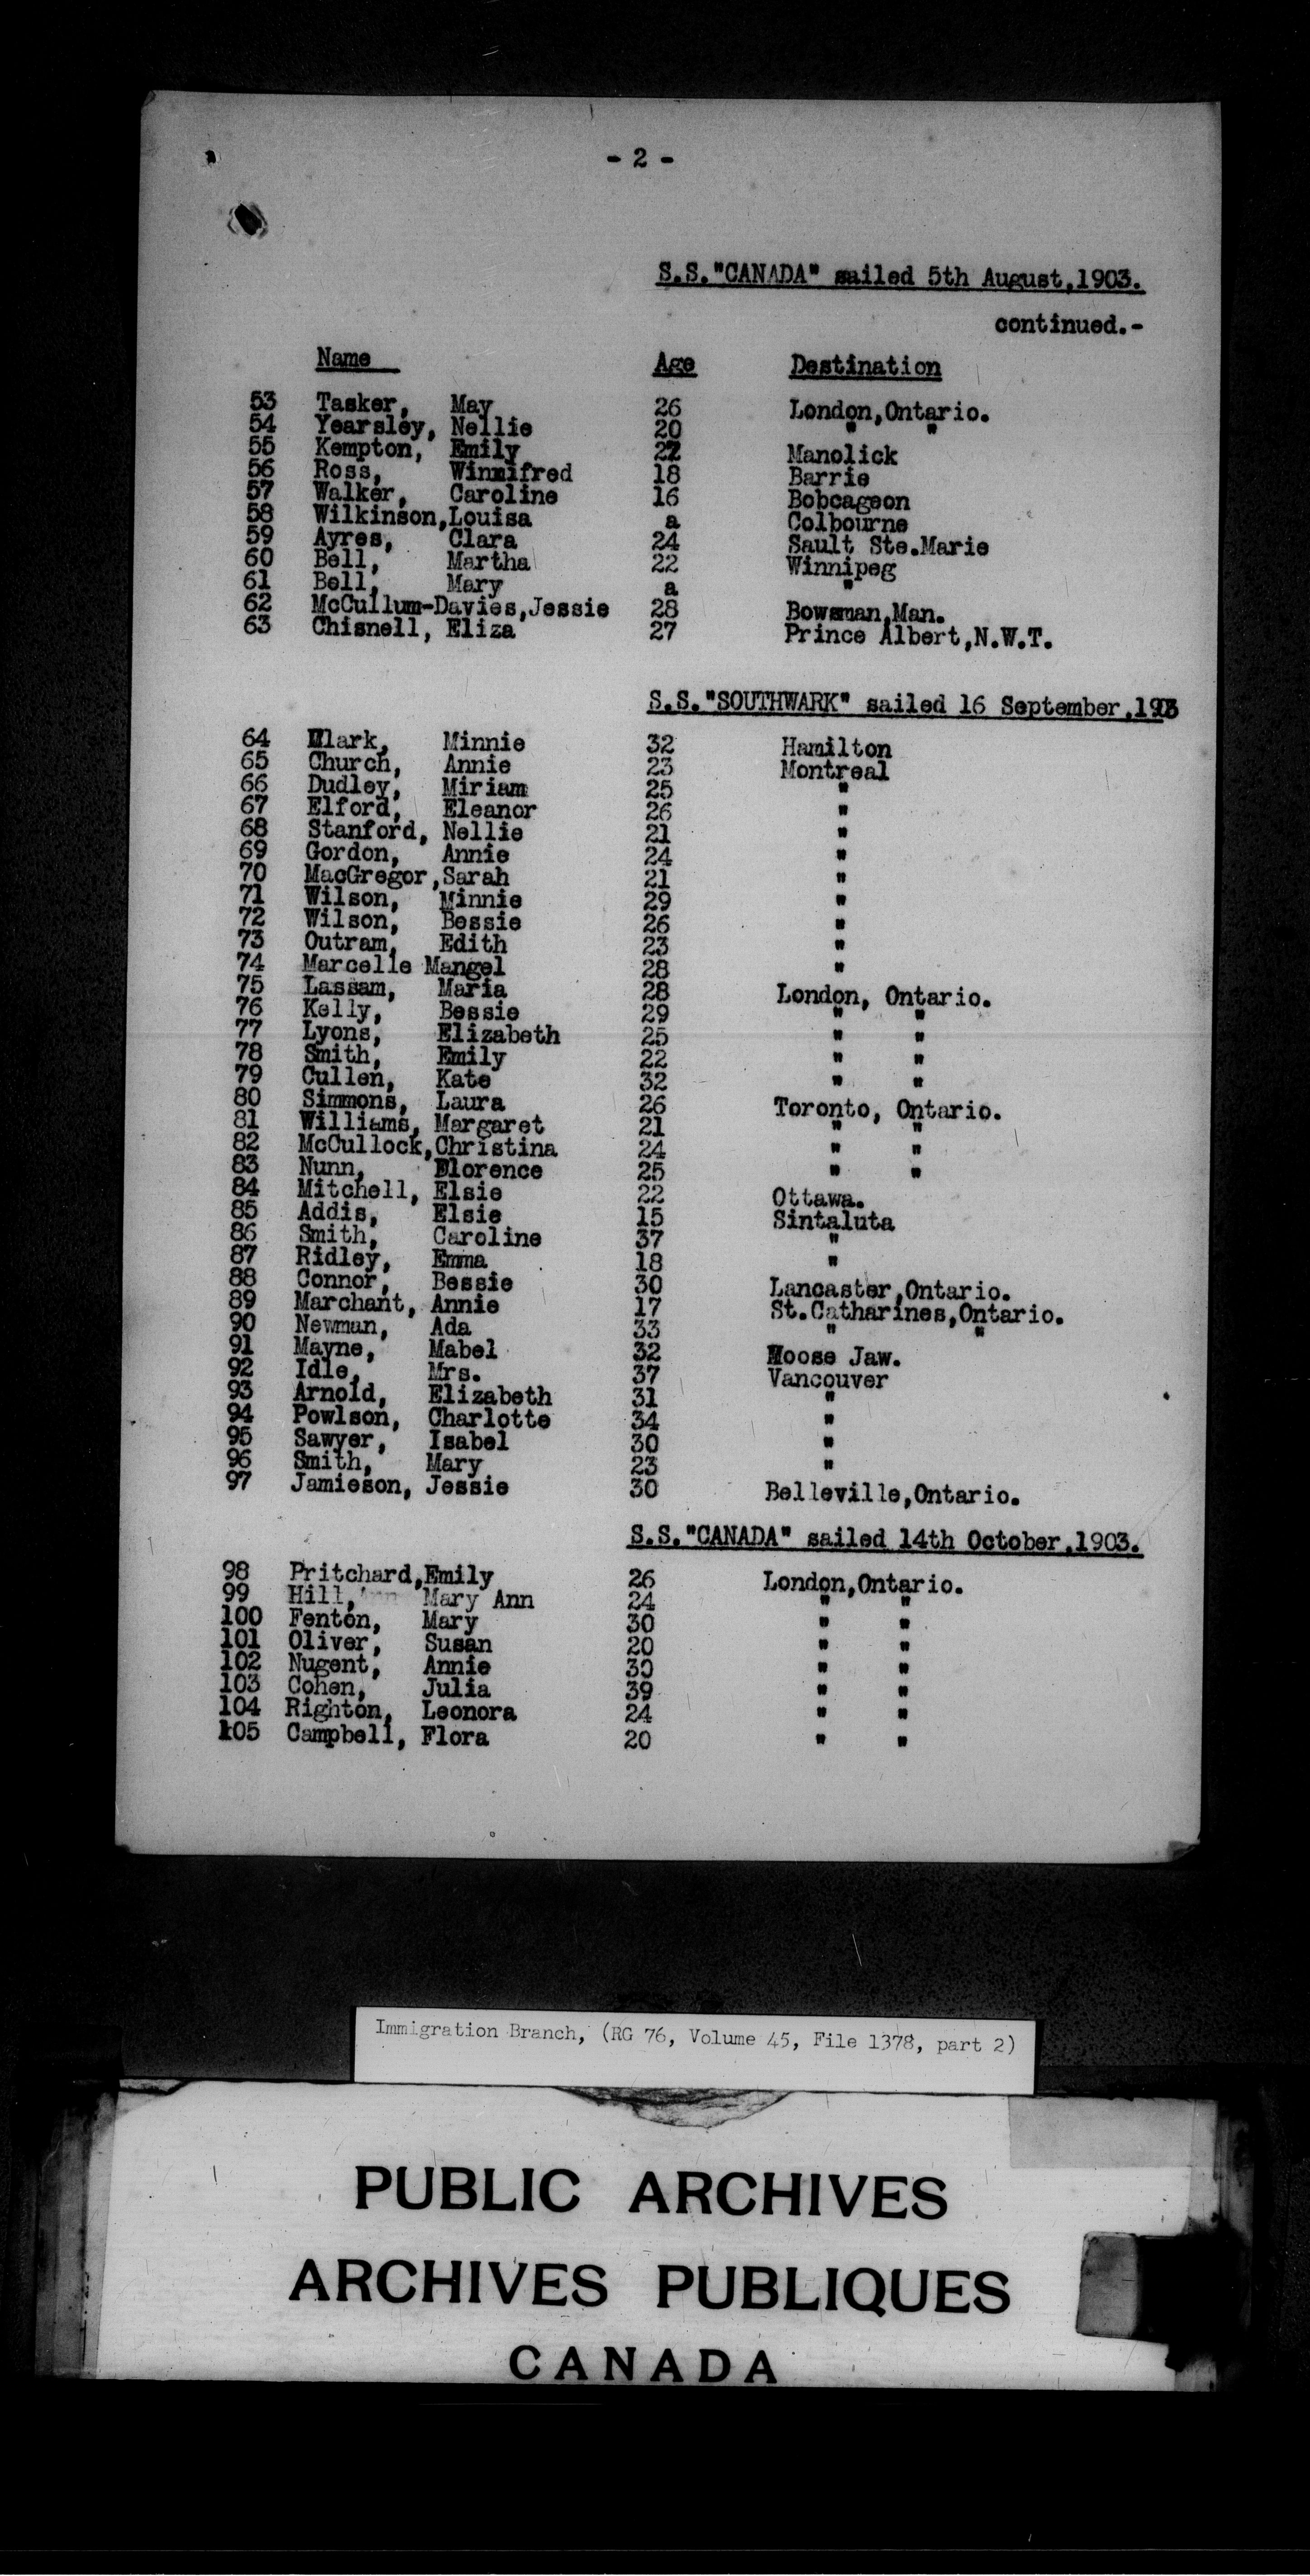 - 2 -
S.S."CANADA" sailed 5th August,1903.
continued.-
Name Age Destination
53 Tasker, May 26 London,Ontario.
54 Yearsley, Nellie 20 " "
55 Kempton, Emily 22 Manolick
56 Ross, Winnifred 18 Barrie
57 Walker, Caroline 16 Bobcageon
58 Wilkinson,Louisa a Colbourne
59 Ayres, Clara 24 Sault Ste.Marie
60 Bell, Martha 22 Winnipeg
61 Bell, Mary a "
62 McCullum-Davies,Jessie 28 Bowsman,Man.
63 Chisnell, Eliza 27 Prince Albert,N.W.T.
S.S."SOUTHWARK" sailed 16 September,1903
64 Clark, Minnie 32 Hamilton
65 Church, Annie 23 Montreal
66 Dudley, Miriam 25 "
67 Elford, Eleanor 26 "
68 Stanford, Nellie 21 "
69 Gordon, Annie 24 "
70 MacGregor,Sarah 21 "
71 Wilson, Minnie 29 "
72 Wilson, Bessie 26 "
73 Outram, Edith 23 "
74 Marcelle Mangel 28 "
75 Lassam, Maria 28 London, Ontario.
76 Kelly, Bessie 29 " "
77 Lyons, Elizabeth 25 " "
78 Smith, Emily 22 " "
79 Cullen, Kate 32 " "
80 Simmons, Laura 26 Toronto, Ontario.
81 Williams, Margaret 21 " "
82 McCullock,Christina 24 " "
83 Nunn, Florence 25 " "
84 Mitchell, Elsie 22 Ottawa.
85 Addis, Elsie 15 Sintaluta
86 Smith, Caroline 37 "
87 Ridley, Emma 18 "
88 Connor, Bessie 30 Lancaster,Ontario.
89 Marchant, Annie 17 St.Catharines,Ontario.
90 Newman, Ada 33 " "
91 Mayne, Mabel 32 Moose Jaw.
92 Idle, Mrs. 37 Vancouver
93 Arnold, Elizabeth 31 "
94 Powlson, Charlotte 34 "
95 Sawyer, Isabel 30 "
96 Smith, Mary 23 "
97 Jamieson, Jessie 30 Belleville,Ontario.
S.S."CANADA" sailed 14th October,1903.
98 Pritchard,Emily 26 London,Ontario.
99 Hill, Mary Ann 24 " "
100 Fenton, Mary 30 " "
101 Oliver, Susan 20 " "
102 Nugent, Annie 30 " "
103 Cohen, Julia 39 " "
104 Righton, Leonora 24 " "
105 Campbell, Flora 20 " "
Immigration Branch, (RG 76, Volume 45, File 1378, part 2)
PUBLIC ARCHIVES
ARCHIVES PUBLIQUES
CANADA